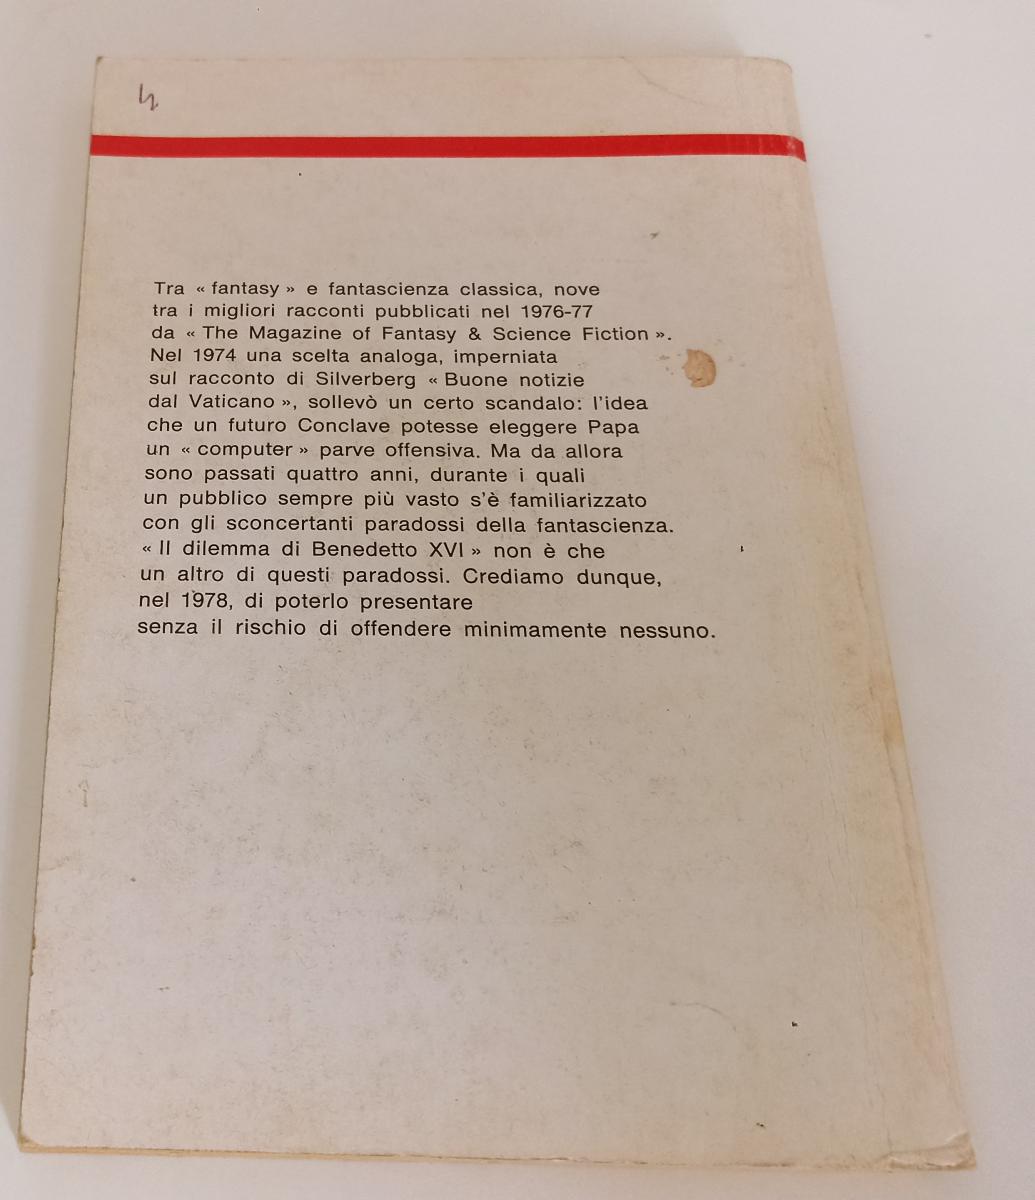 Tra « fantasy » e fantascienza classica, nove
tra i migliori racconti pubblicati nel 1976-77
da « The Magazine of Fantasy & Science Fiction ».
Nel 1974 una scelta analoga, imperniata
sul racconto di Silverberg « Buone notizie
dal Vaticano », sollevò un certo scandalo: l'idea
che un futuro Conclave potesse eleggere Papa
un « computer » parve offensiva. Ma da allora
sono passati quattro anni, durante i quali
un pubblico sempre più vasto s'è familiarizzato
con gli sconcertanti paradossi della fantascienza.
« Il dilemma di Benedetto XVI » non è che
un altro di questi paradossi. Crediamo dunque,
nel 1978, di poterlo presentare
senza il rischio di offendere minimamente nessuno.